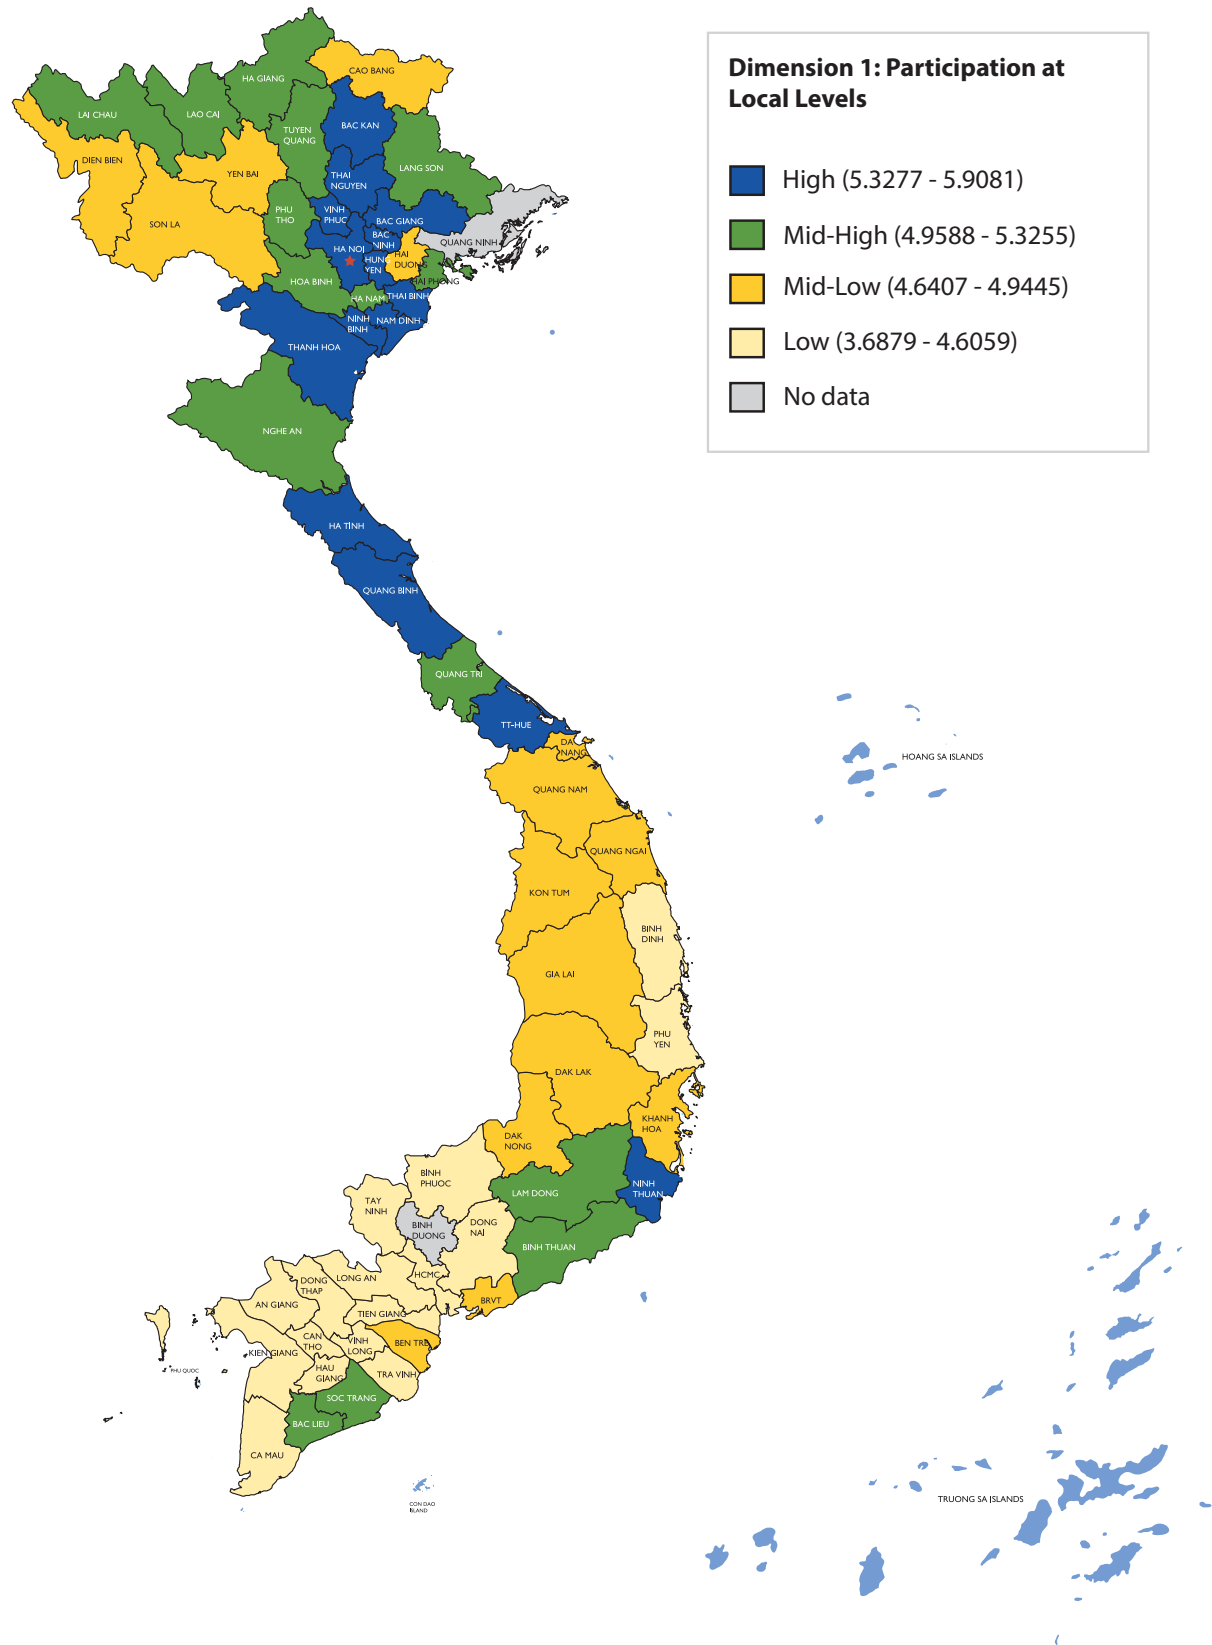 Dimension 1: Participation at
Local Levels
High (5.3277 - 5.9081)
Mid-High (4.9588 - 5.3255)
Mid-Low (4.6407 - 4.9445)
Low (3.6879 - 4.6059)
No data
HA GIANG
CAO BANG
LAI CHAU
LAO CAI
BAC KAN
TUYEN
QUANG
DIEN BIEN
YEN BAI
LANG SON
THAI
NGUYEN
SON LA
PHU
THO
VINH
PHUC
BAC GIANG
BAC
NINH
QUANG NINH
HA NOI
HUNG
YEN
HAI
DUONG
HAI PHONG
HOA BINH
HA NAM
THAI BINH
NINH
BINH
NAM DINH
THANH HOA
NGHE AN
HA TINH
QUANG BINH
QUANG TRI
TT-HUE
DA
NANG
HOANG SA ISLANDS
QUANG NAM
QUANG NGAI
KON TUM
BINH
DINH
GIA LAI
PHU
YEN
DAK LAK
KHANH
HOA
DAK
NONG
BINH
PHUOC
LAM DONG
NINH
THUAN
TAY
NINH
BINH
DUONG
DONG
NAI
BINH THUAN
HCMC
LONG AN
DONG
THAP
AN GIANG
TIEN GIANG
BRVT
BEN TRE
CAN
THO
VINH
LONG
KIEN GIANG
HAU
GIANG
TRA VINH
PHU QUOC
SOC TRANG
BAC LIEU
CA MAU
CON DAO
ISLAND
TRUONG SA ISLANDS